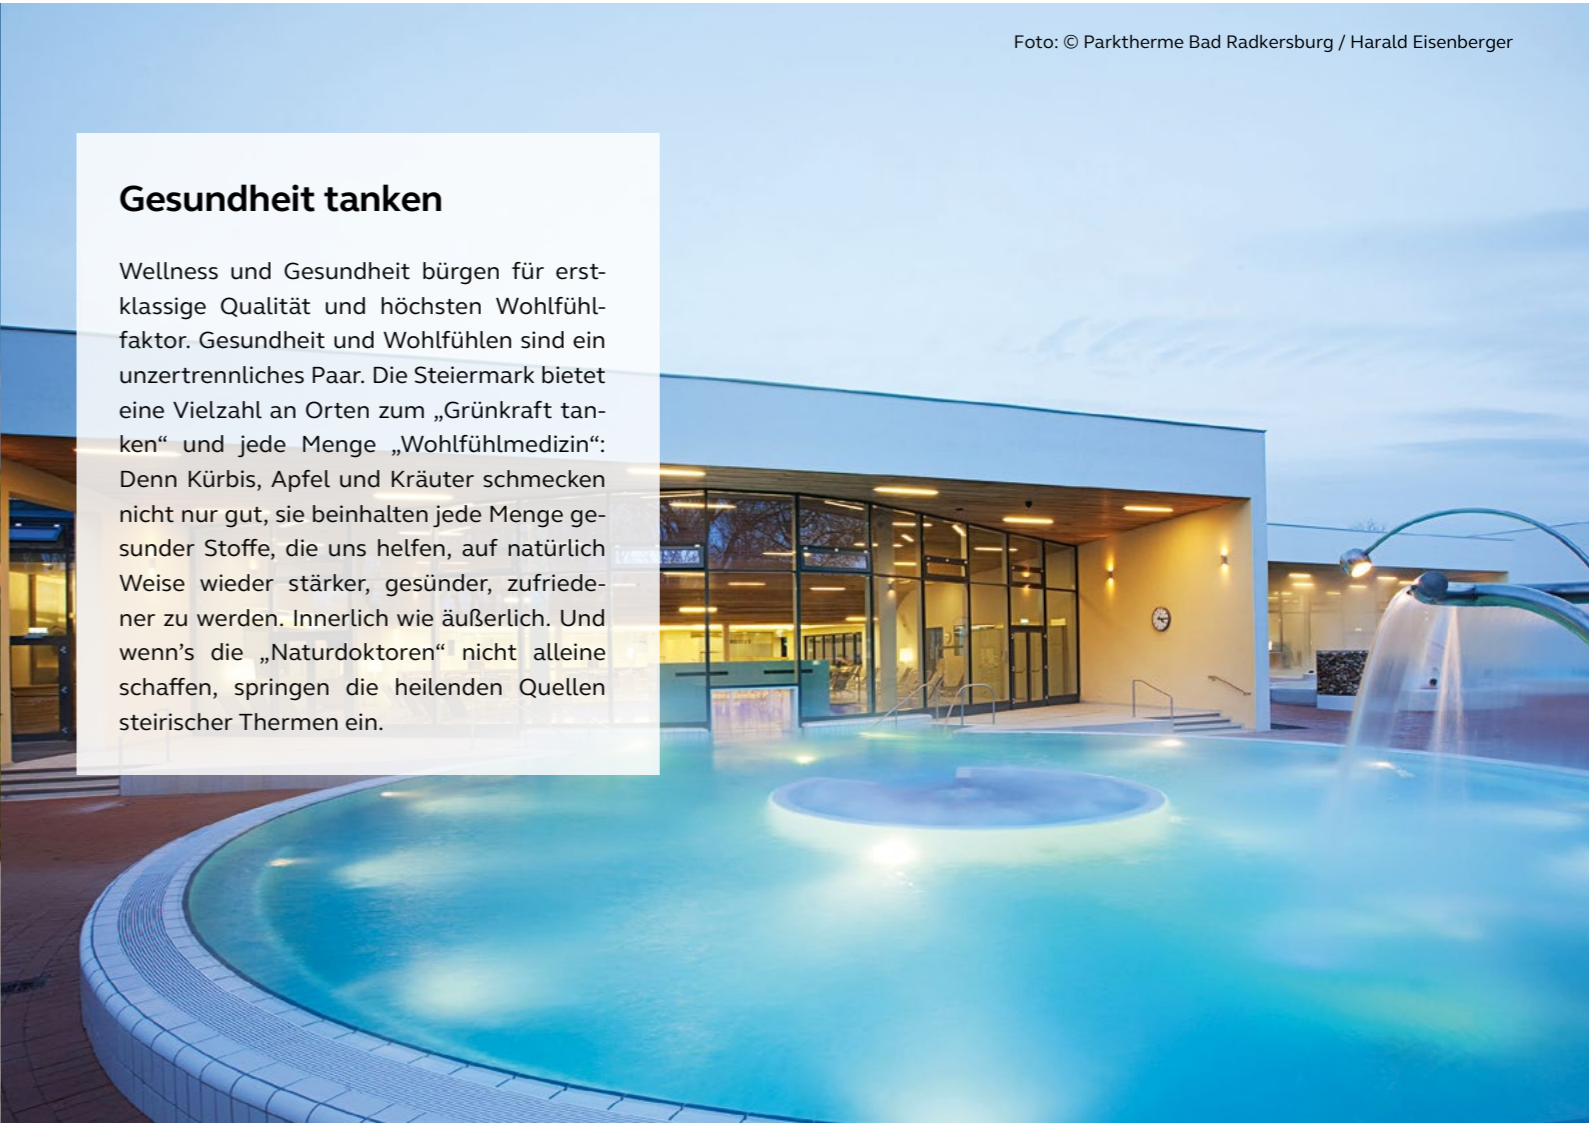 Foto: © Parktherme Bad Radkersburg / Harald Eisenberger
Gesundheit tanken
Wellness und Gesundheit bürgen für erst-
klassige Qualität und höchsten Wohlfühl-
faktor. Gesundheit und Wohlfühlen sind ein
unzertrennliches Paar. Die Steiermark bietet
eine Vielzahl an Orten zum „Grünkraft tan-
ken“ und jede Menge „Wohlfühlmedizin“:
Denn Kürbis, Apfel und Kräuter schmecken
nicht nur gut, sie beinhalten jede Menge ge-
sunder Stoffe, die uns helfen, auf natürlich
Weise wieder stärker, gesünder, zufriede-
ner zu werden. Innerlich wie äußerlich. Und
wenn’s die „Naturdoktoren“ nicht alleine
schaffen, springen die heilenden Quellen
steirischer Thermen ein.